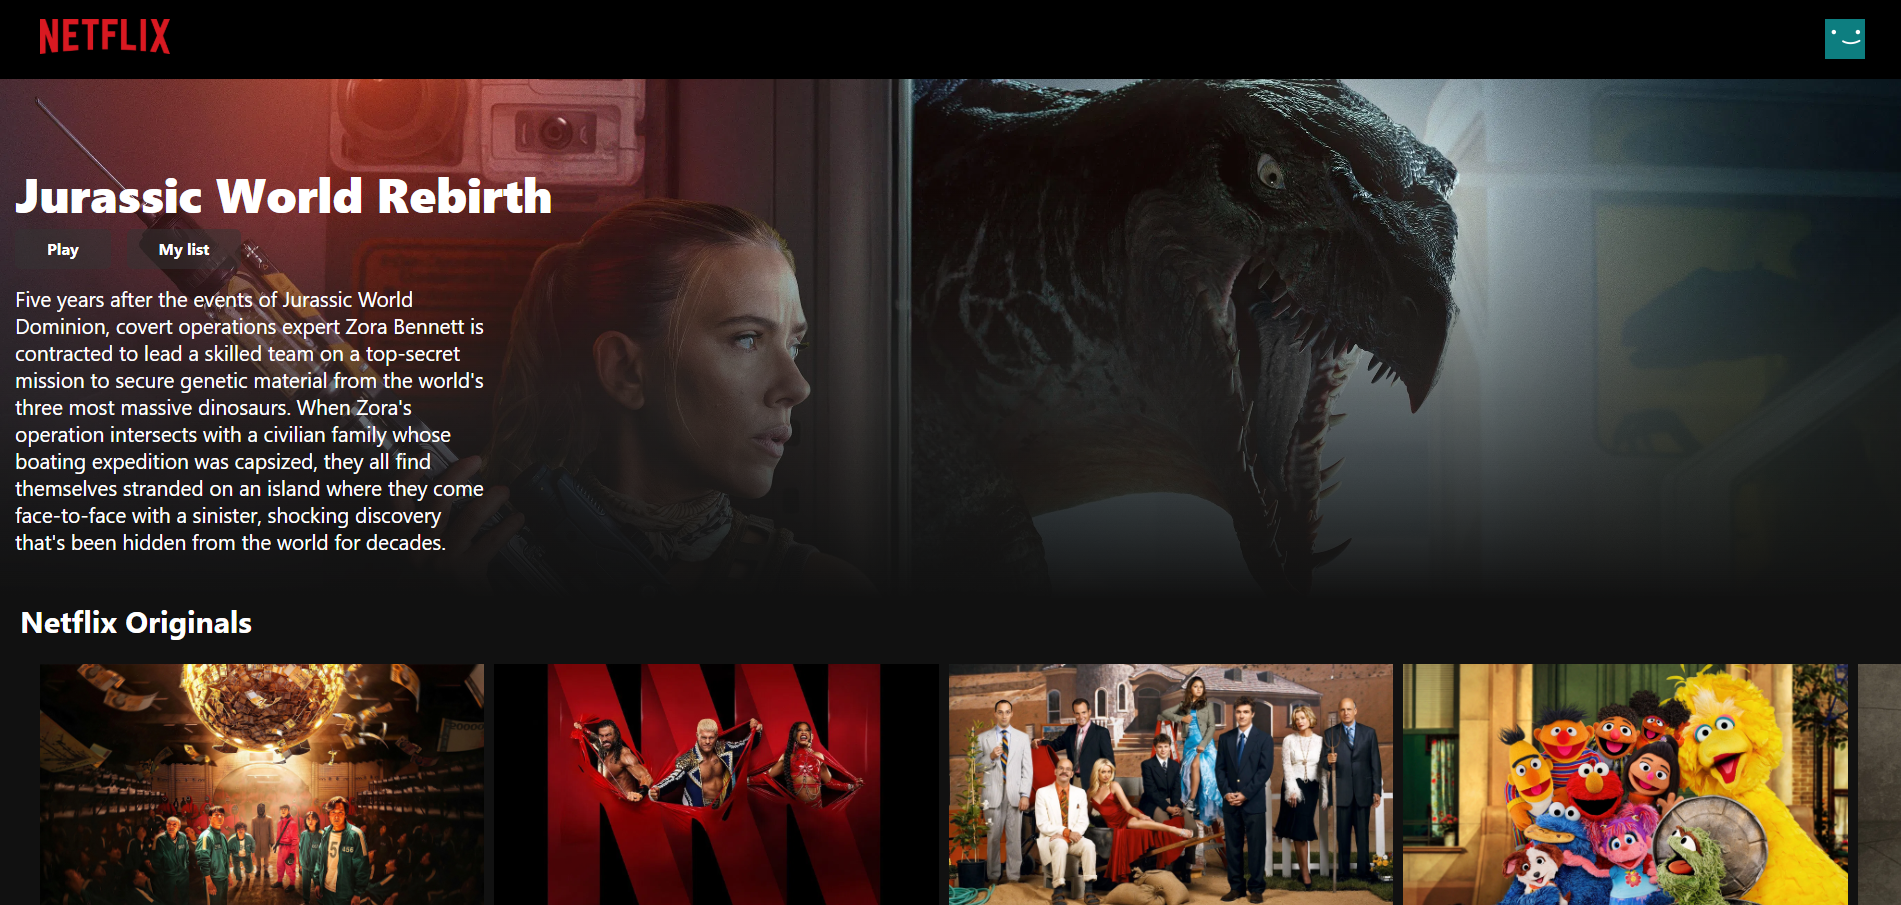 NETFLIX
Jurassic World Rebirth
Play
My list
Five years after the events of Jurassic World
Dominion, covert operations expert Zora Bennett is
contracted to lead a skilled team on a top-secret
mission to secure genetic material from the world's
three most massive dinosaurs. When Zora's
operation intersects with a civilian family whose
boating expedition was capsized, they all find
themselves stranded on an island where they come
face-to-face with a sinister, shocking discovery
that's been hidden from the world for decades.
Netflix Originals
456